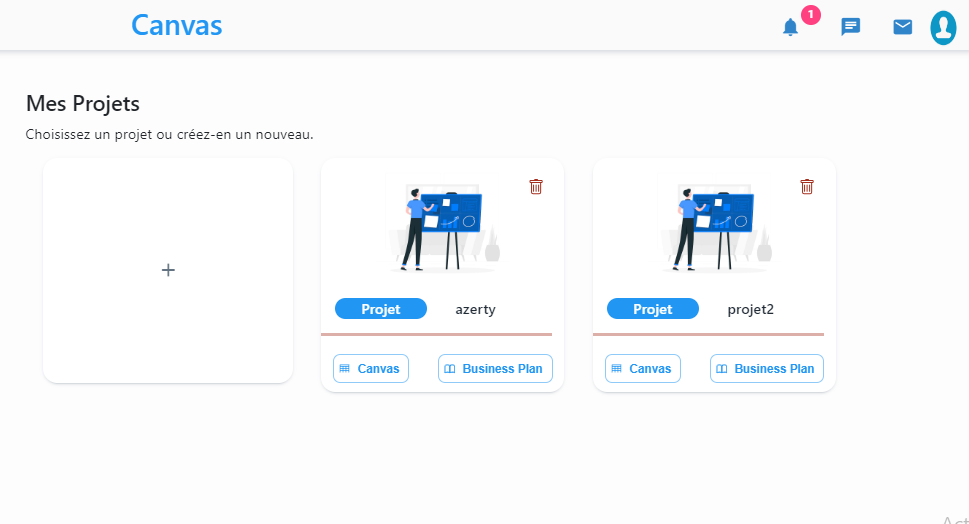 Canvas
1
Mes Projets
Choisissez un projet ou créez-en un nouveau.
+
Projet azerty
Projet projet2
Canvas Business Plan
Canvas Business Plan